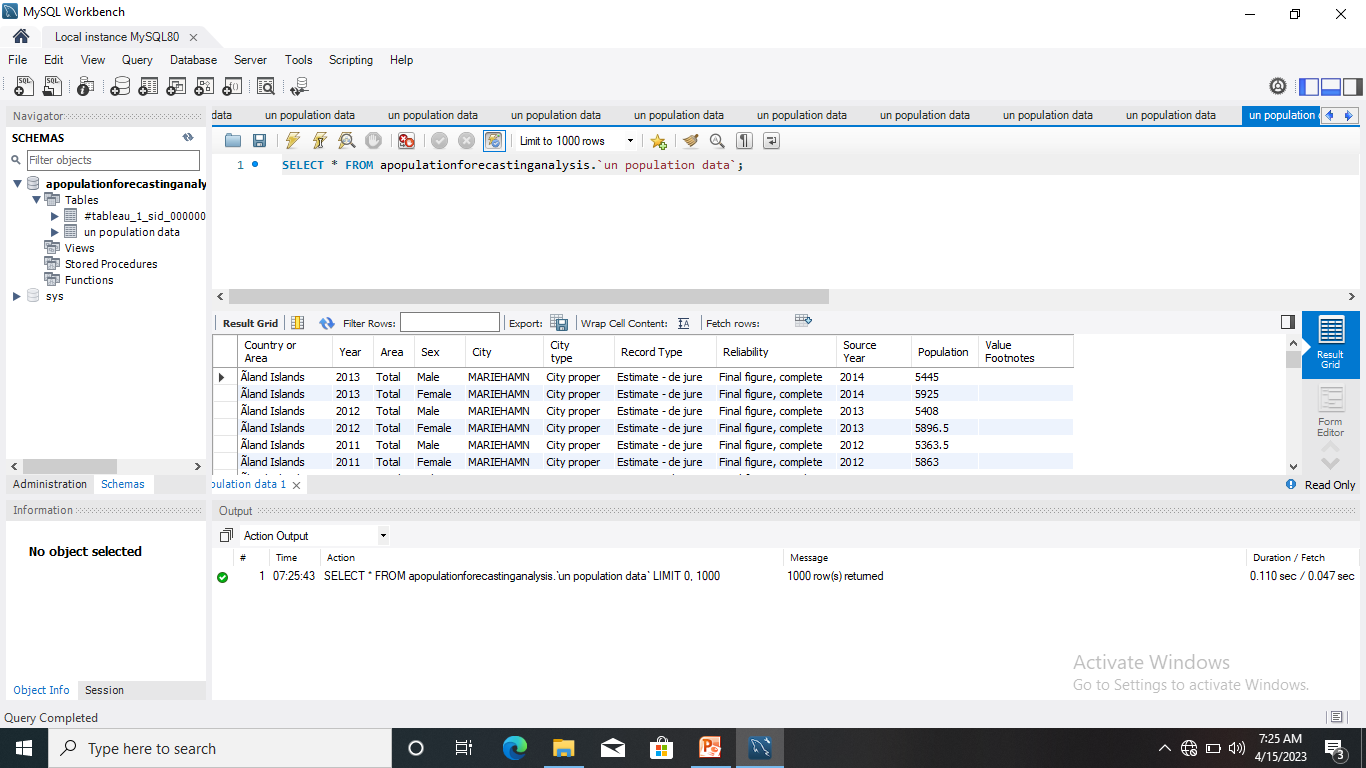 MySQL Workbench
Local instance MySQL80
File Edit View Query Database Server Tools Scripting Help
Navigator
SCHEMAS
Filter objects
apopulationforecastinganaly
Tables
#tableau_1_sid_000000
un population data
Views
Stored Procedures
Functions
sys
Administration Schemas
Information
No object selected
Object Info Session
data un population data un population data un population data un population data un population data un population data un population data un population data un population
Limit to 1000 rows
1 SELECT * FROM apopulationforecastinganalysis.`un population data`;
Result Grid Filter Rows: Export: Wrap Cell Content: Fetch rows:
Country or Area Year Area Sex City City type Record Type Reliability Source Year Population Value Footnotes
Ãland Islands 2013 Total Male MARIEHAMN City proper Estimate - de jure Final figure, complete 2014 5445
Ãland Islands 2013 Total Female MARIEHAMN City proper Estimate - de jure Final figure, complete 2014 5925
Ãland Islands 2012 Total Male MARIEHAMN City proper Estimate - de jure Final figure, complete 2013 5408
Ãland Islands 2012 Total Female MARIEHAMN City proper Estimate - de jure Final figure, complete 2013 5896.5
Ãland Islands 2011 Total Male MARIEHAMN City proper Estimate - de jure Final figure, complete 2012 5363.5
Ãland Islands 2011 Total Female MARIEHAMN City proper Estimate - de jure Final figure, complete 2012 5863
Result Grid
Form Editor
pulation data 1
Read Only
Output
Action Output
# Time Action Message Duration / Fetch
1 07:25:43 SELECT * FROM apopulationforecastinganalysis.`un population data` LIMIT 0, 1000 1000 row(s) returned 0.110 sec / 0.047 sec
Activate Windows
Go to Settings to activate Windows.
Query Completed
Type here to search
7:25 AM
4/15/2023
3